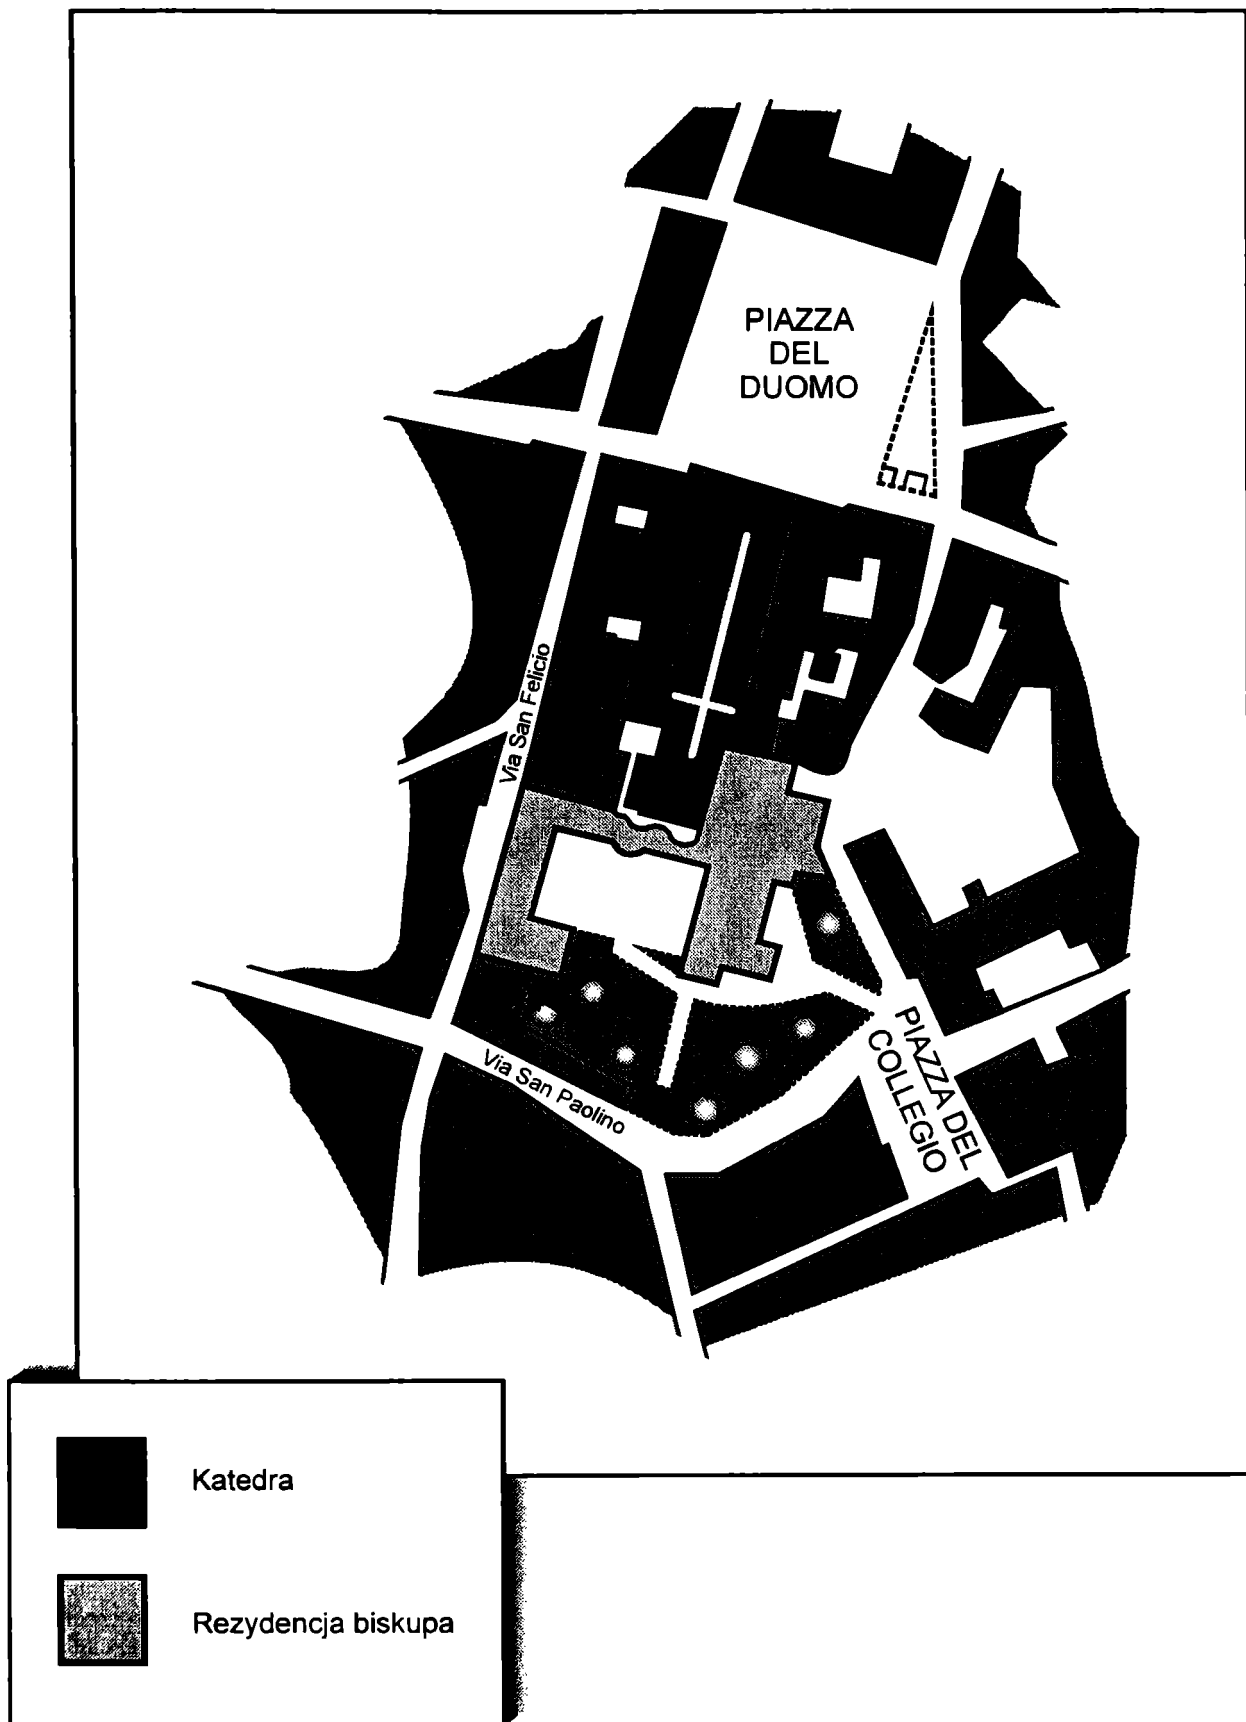 PIAZZA
DEL
DUOMO
Via San Felicio
Via San Paolino
PIAZZA DEL
COLLEGIO
Katedra
Rezydencja biskupa